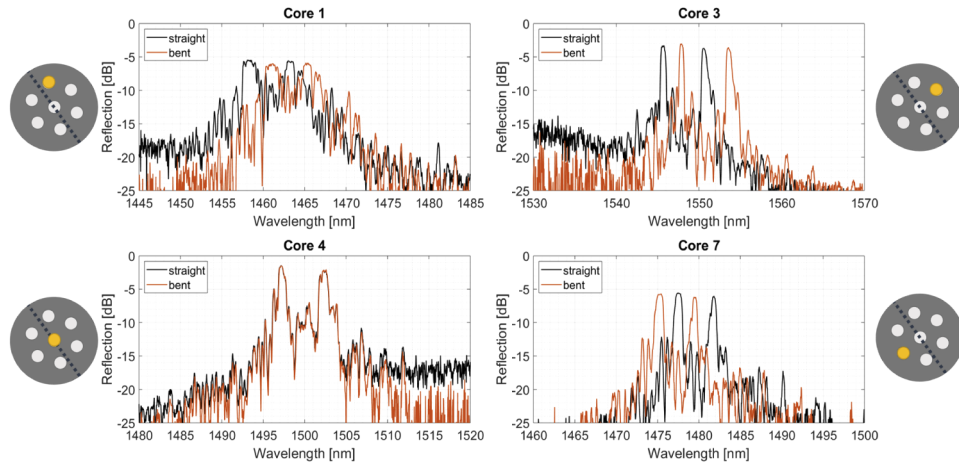 Core 1
Reflection [dB]
0
-5
-10
-15
-20
-25
straight
bent
1445 1450 1455 1460 1465 1470 1475 1480 1485
Wavelength [nm]
Core 3
Reflection [dB]
0
-5
-10
-15
-20
-25
straight
bent
1530 1540 1550 1560 1570
Wavelength [nm]
Core 4
Reflection [dB]
0
-5
-10
-15
-20
-25
straight
bent
1480 1485 1490 1495 1500 1505 1510 1515 1520
Wavelength [nm]
Core 7
Reflection [dB]
0
-5
-10
-15
-20
-25
straight
bent
1460 1465 1470 1475 1480 1485 1490 1495 1500
Wavelength [nm]